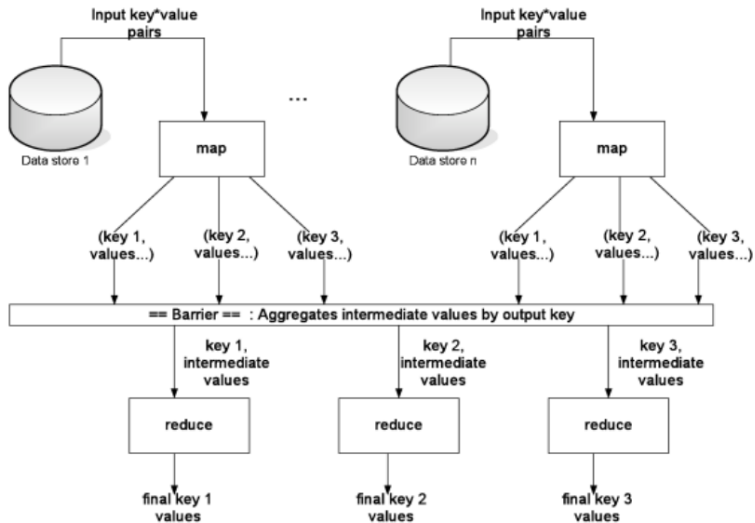 Input key*value
pairs
Input key*value
pairs
...
Data store 1
map
Data store n
map
(key 1,
values...)
(key 2,
values...)
(key 3,
values...)
(key 1,
values...)
(key 2,
values...)
(key 3,
values...)
== Barrier == : Aggregates intermediate values by output key
key 1,
intermediate
values
key 2,
intermediate
values
key 3,
intermediate
values
reduce
reduce
reduce
final key 1
values
final key 2
values
final key 3
values